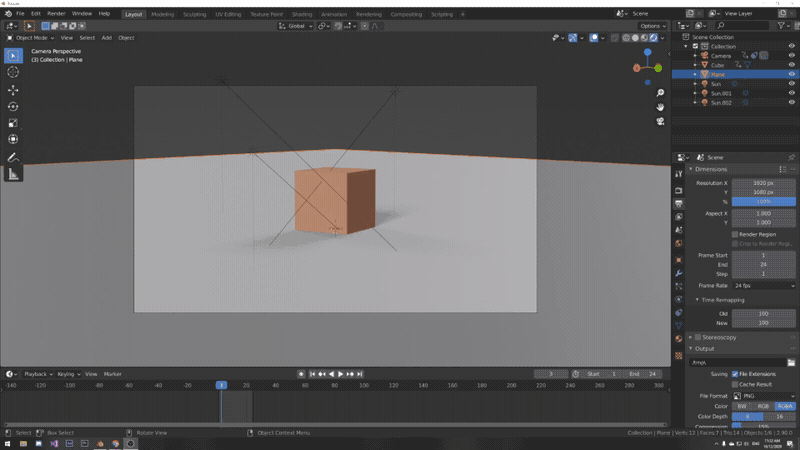 File Edit Render Window Help Layout Modeling Sculpting UV Editing Texture Paint Shading Animation Rendering Compositing Scripting Scene View Layer
Global Options
Object Mode View Select Add Object
Camera Perspective
(3) Collection | Plane
Scene Collection
Collection
Camera
Cube
Plane
Sun
Sun.001
Sun.002
Scene
Dimensions
Resolution X 1920 px
Y 1080 px
% 100%
Aspect X 1.000
Y 1.000
Render Region
Crop to Render Regi..
Frame Start 1
End 24
Step 1
Frame Rate 24 fps
Time Remapping
Old 100
New 100
Stereoscopy
Output
/tmp\
Saving File Extensions
Cache Result
File Format PNG
Color BW RGB RGBA
Color Depth 8 16
Compression 15%
Playback Keying View Marker 3 Start 1 End 24
-140 -120 -100 -80 -60 -40 -20 3 20 40 60 80 100 120 140 160 180 200 220 240 260 280 300
Select Box Select Rotate View Object Context Menu Collection | Plane | Verts:12 | Faces:7 | Tris:14 | Objects:1/6 | 2.90.0